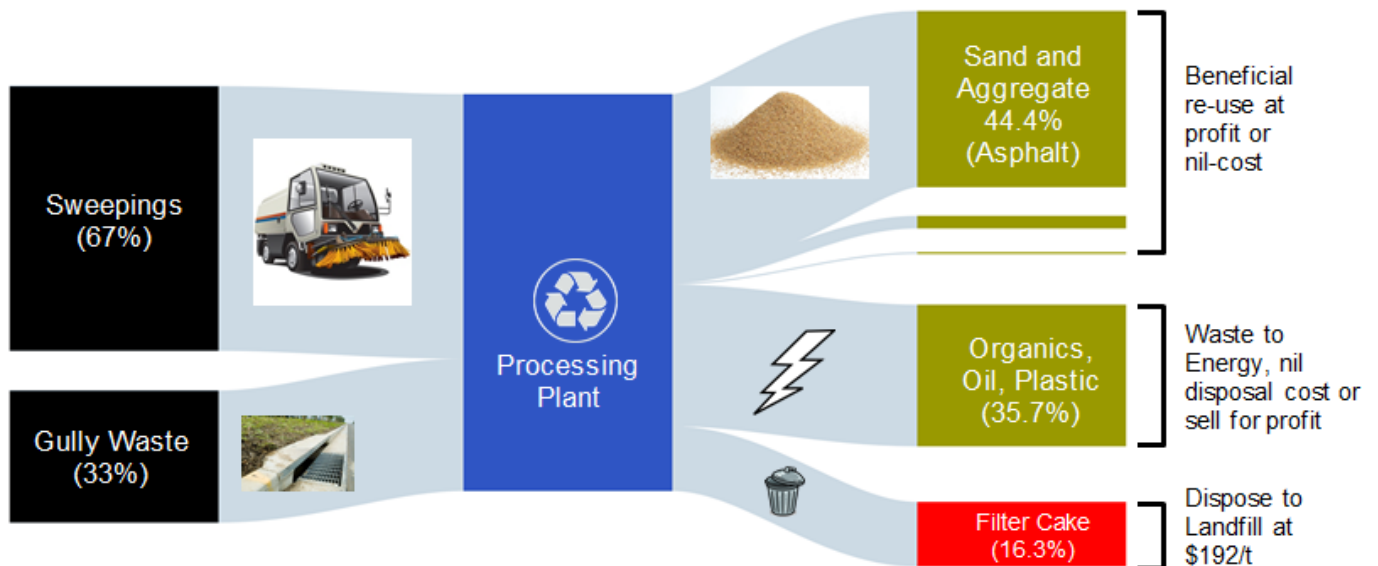 Sweepings
(67%)
Gully Waste
(33%)
Processing
Plant
Sand and
Aggregate
44.4%
(Asphalt)
Organics,
Oil, Plastic
(35.7%)
Filter Cake
(16.3%)
Beneficial
re-use at
profit or
nil-cost
Waste to
Energy, nil
disposal cost or
sell for profit
Dispose to
Landfill at
$192/t